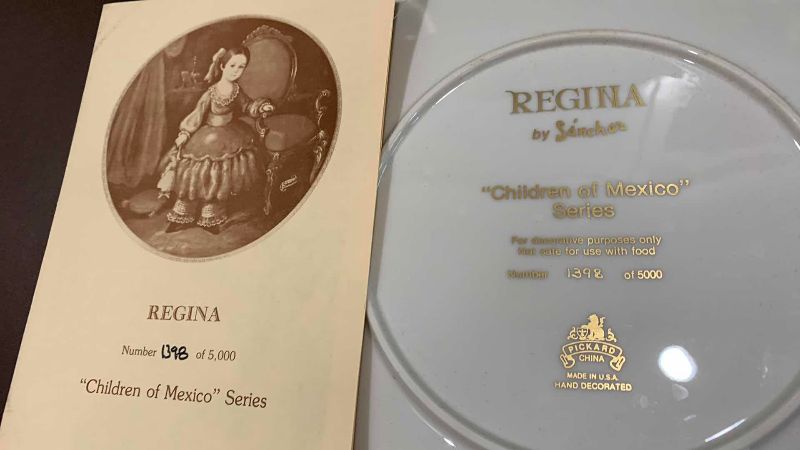 REGINA
Number 1398 of 5,000
"Children of Mexico" Series
REGINA
by Sánchez
"Children of Mexico"
Series
For decorative purposes only
Not safe for use with food
Number 1398 of 5000
PICKARD
CHINA
MADE IN U.S.A.
HAND DECORATED